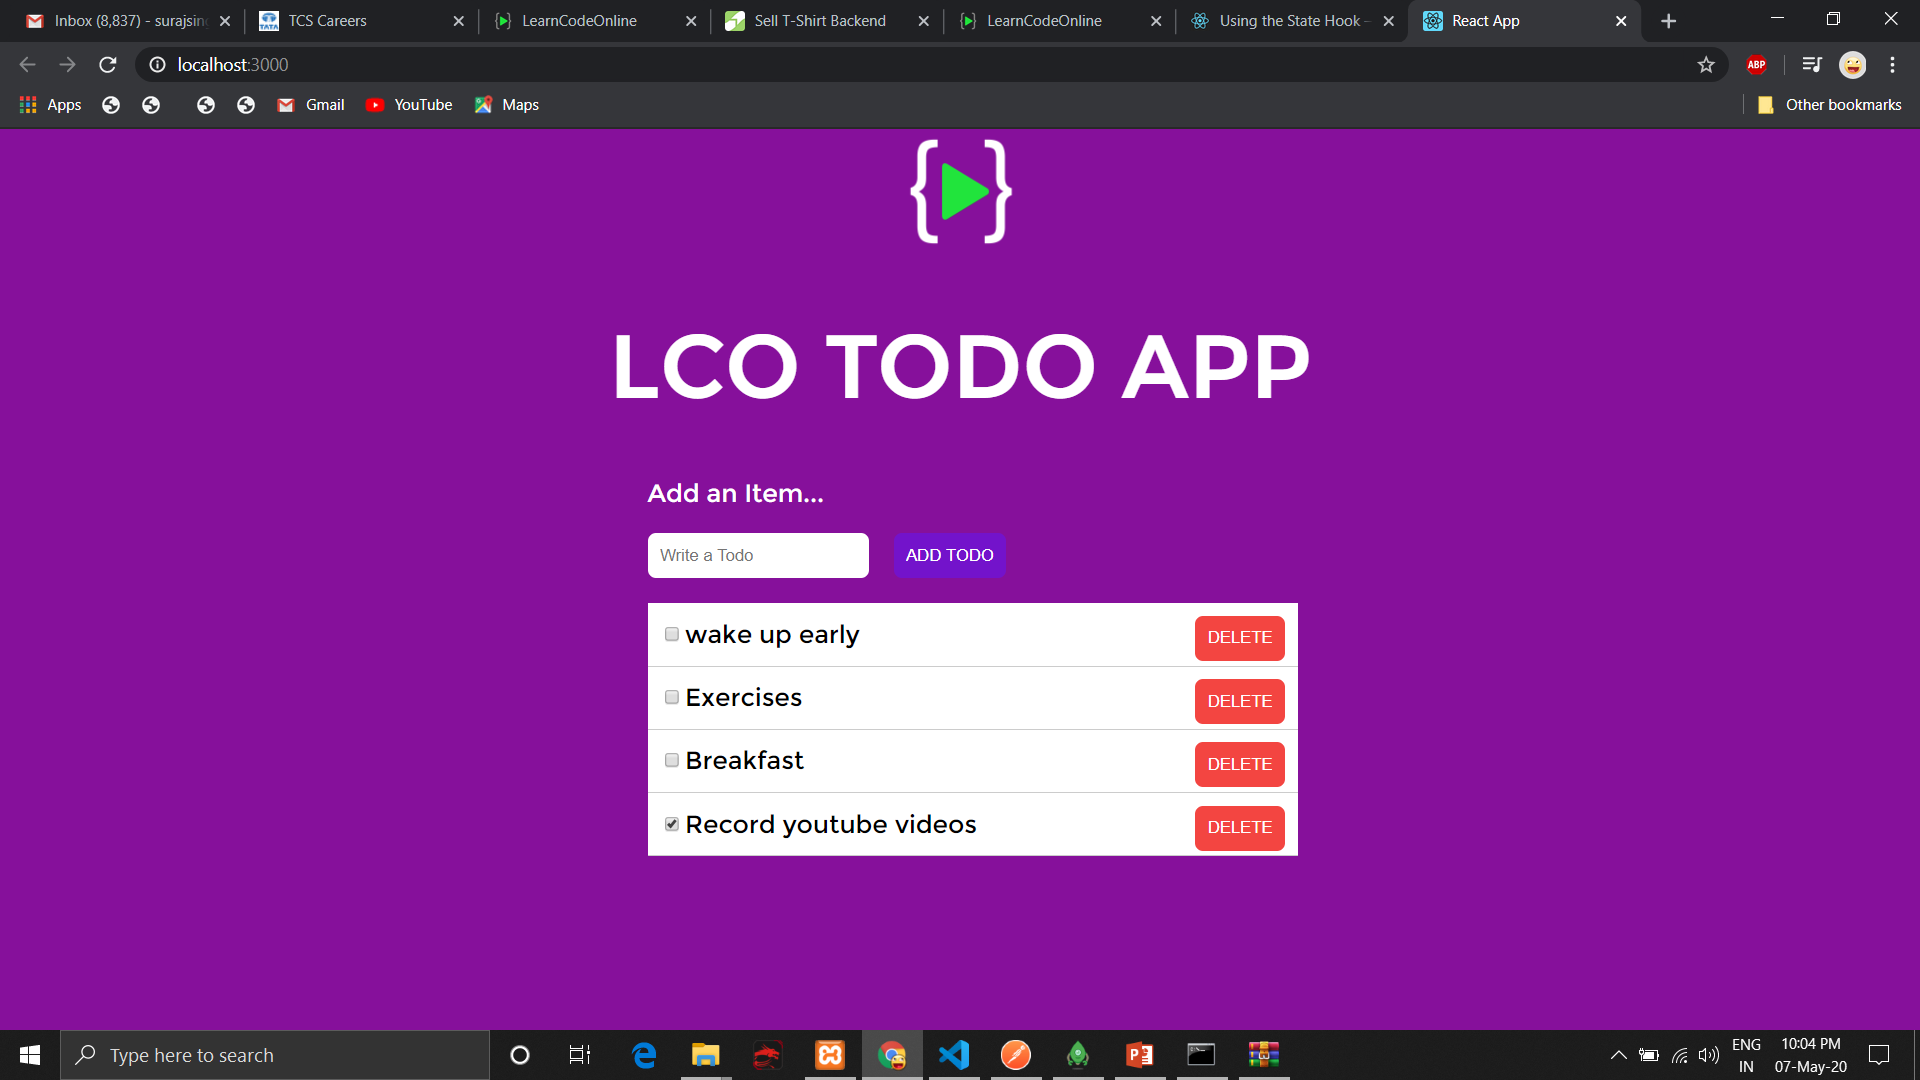 Inbox (8,837) - surajsin
TCS Careers
LearnCodeOnline
Sell T-Shirt Backend
LearnCodeOnline
Using the State Hook –
React App
localhost:3000
ABP
Apps
Gmail
YouTube
Maps
Other bookmarks
LCO TODO APP
Add an Item...
Write a Todo
ADD TODO
wake up early
DELETE
Exercises
DELETE
Breakfast
DELETE
Record youtube videos
DELETE
Type here to search
ENG
IN
10:04 PM
07-May-20